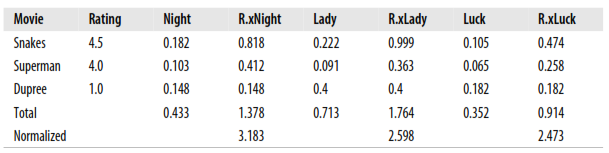 Movie Rating Night R.xNight Lady R.xLady Luck R.xLuck
Snakes 4.5 0.182 0.818 0.222 0.999 0.105 0.474
Superman 4.0 0.103 0.412 0.091 0.363 0.065 0.258
Dupree 1.0 0.148 0.148 0.4 0.4 0.182 0.182
Total 0.433 1.378 0.713 1.764 0.352 0.914
Normalized 3.183 2.598 2.473